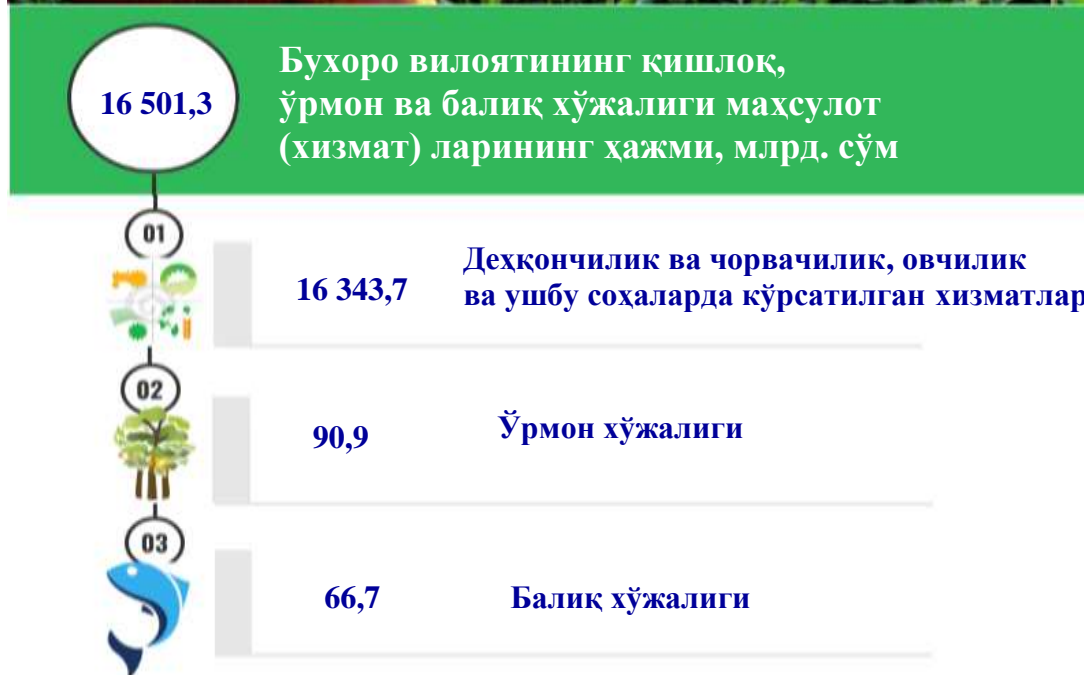 16 501,3
Бухоро вилоятининг қишлоқ,
ўрмон ва балиқ хўжалиги маҳсулот
(хизмат) ларининг ҳажми, млрд. сўм
01
16 343,7
Деҳқончилик ва чорвачилик, овчилик
ва ушбу соҳаларда кўрсатилган хизматлар
02
90,9
Ўрмон хўжалиги
03
66,7
Балиқ хўжалиги